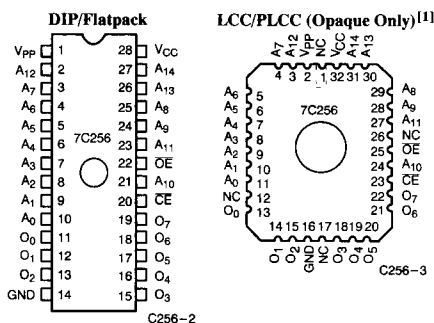 DIP/Flatpack
VPP 1 28 VCC
A12 2 27 A14
A7 3 26 A13
A6 4 25 A8
A5 5 24 A9
A4 6 23 A11
A3 7 22 OE
A2 8 21 A10
A1 9 20 CE
A0 10 19 O7
O0 11 18 O6
O1 12 17 O5
O2 13 16 O4
GND 14 15 O3
7C256
C256-2
LCC/PLCC (Opaque Only)[1]
A7 A12 VPP NC VCC A14 A13
4 3 2 1 32 31 30
A6 5 29 A8
A5 6 28 A9
A4 7 27 A11
A3 8 26 NC
A2 9 25 OE
A1 10 24 A10
A0 11 23 CE
NC 12 22 O7
O0 13 21 O6
7C256
14 15 16 17 18 19 20
O1 O2 GND NC O3 O4 O5
C256-3